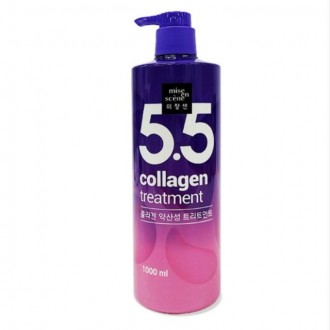 mise
en
scène
미쟝센
5.5
collagen
treatment
콜라겐 약산성 트리트먼트
1000 ml